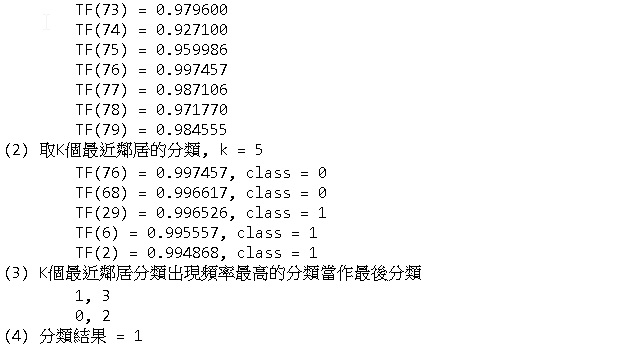 TF(73) = 0.979600
TF(74) = 0.927100
TF(75) = 0.959986
TF(76) = 0.997457
TF(77) = 0.987106
TF(78) = 0.971770
TF(79) = 0.984555
(2) 取K個最近鄰居的分類, k = 5
TF(76) = 0.997457, class = 0
TF(68) = 0.996617, class = 0
TF(29) = 0.996526, class = 1
TF(6) = 0.995557, class = 1
TF(2) = 0.994868, class = 1
(3) K個最近鄰居分類出現頻率最高的分類當作最後分類
1, 3
0, 2
(4) 分類結果 = 1